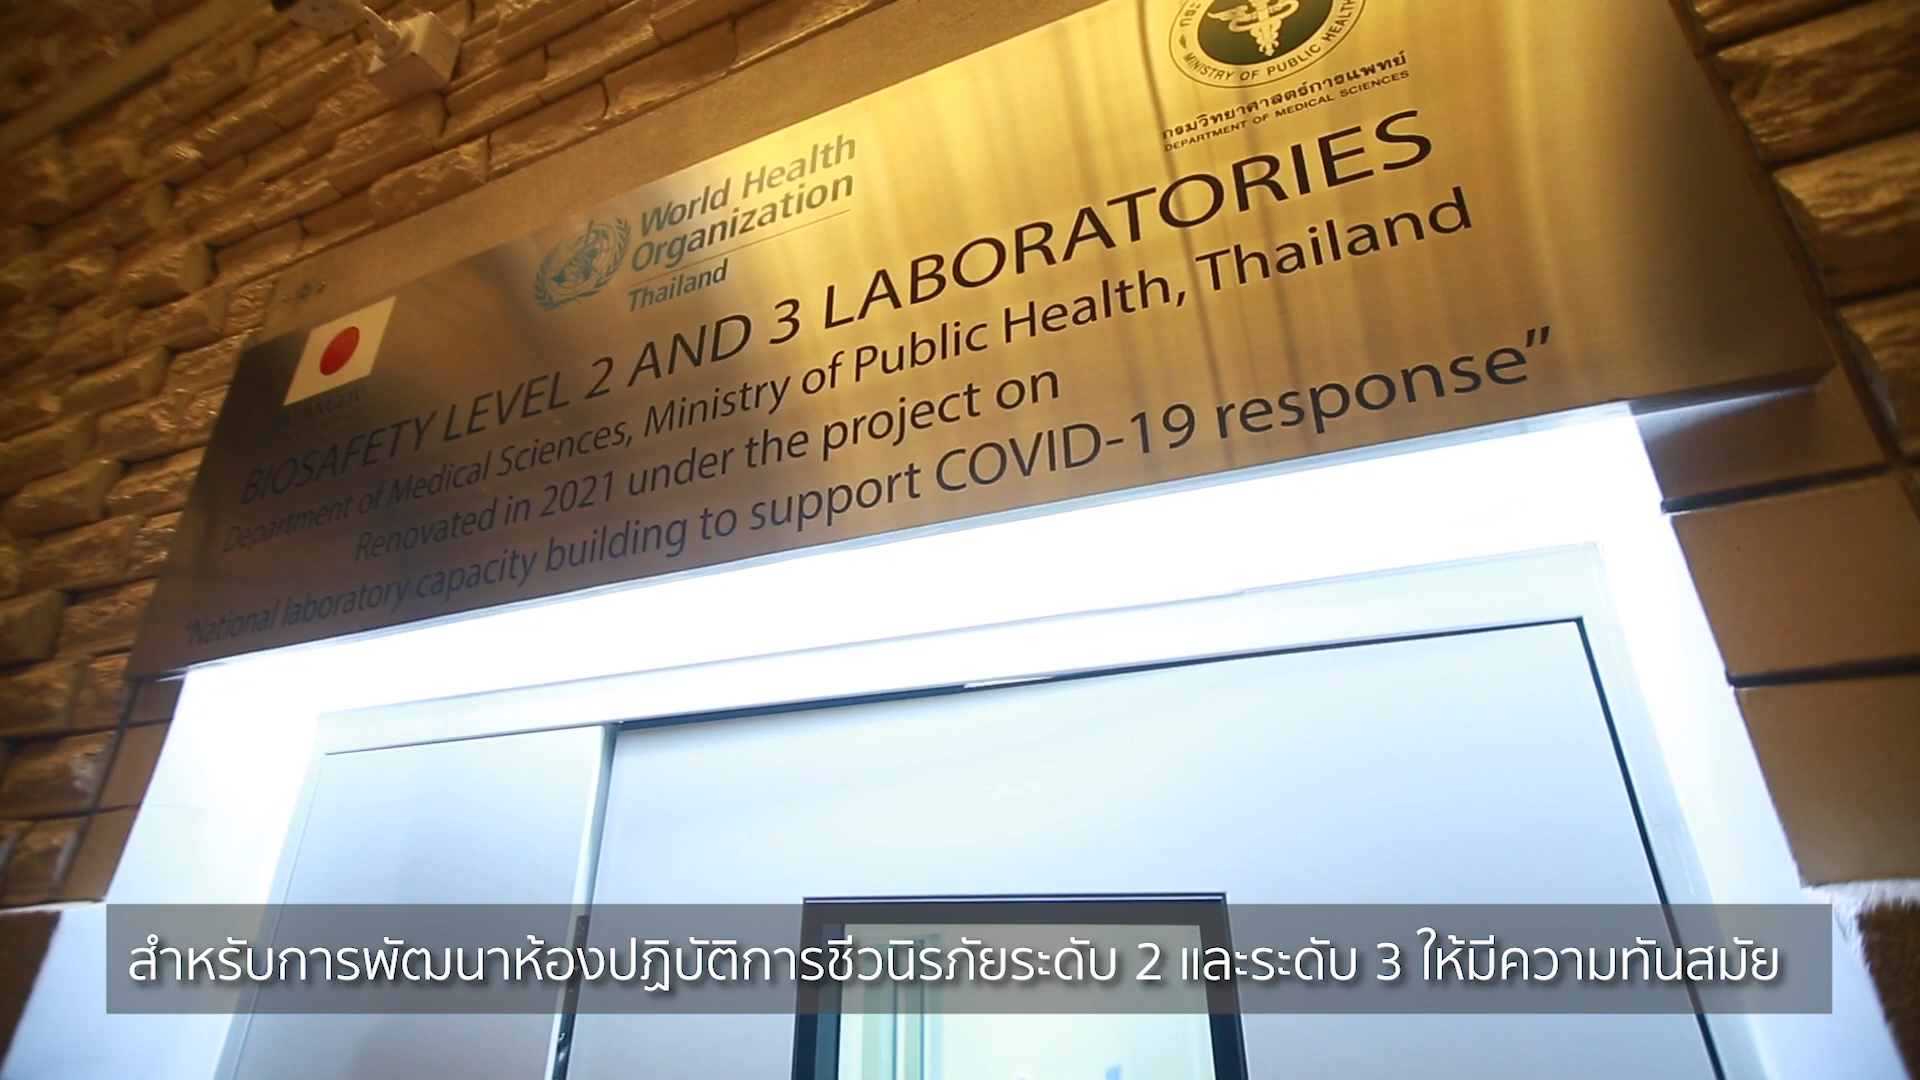 MINISTRY OF PUBLIC HEALTH
กรมวิทยาศาสตร์การแพทย์
DEPARTMENT OF MEDICAL SCIENCES
World Health
Organization
Thailand
BIOSAFETY LEVEL 2 AND 3 LABORATORIES
Department of Medical Sciences, Ministry of Public Health, Thailand
Renovated in 2021 under the project on
“National laboratory capacity building to support COVID-19 response”
สำหรับการพัฒนาห้องปฏิบัติการชีวนิรภัยระดับ 2 และระดับ 3 ให้มีความทันสมัย